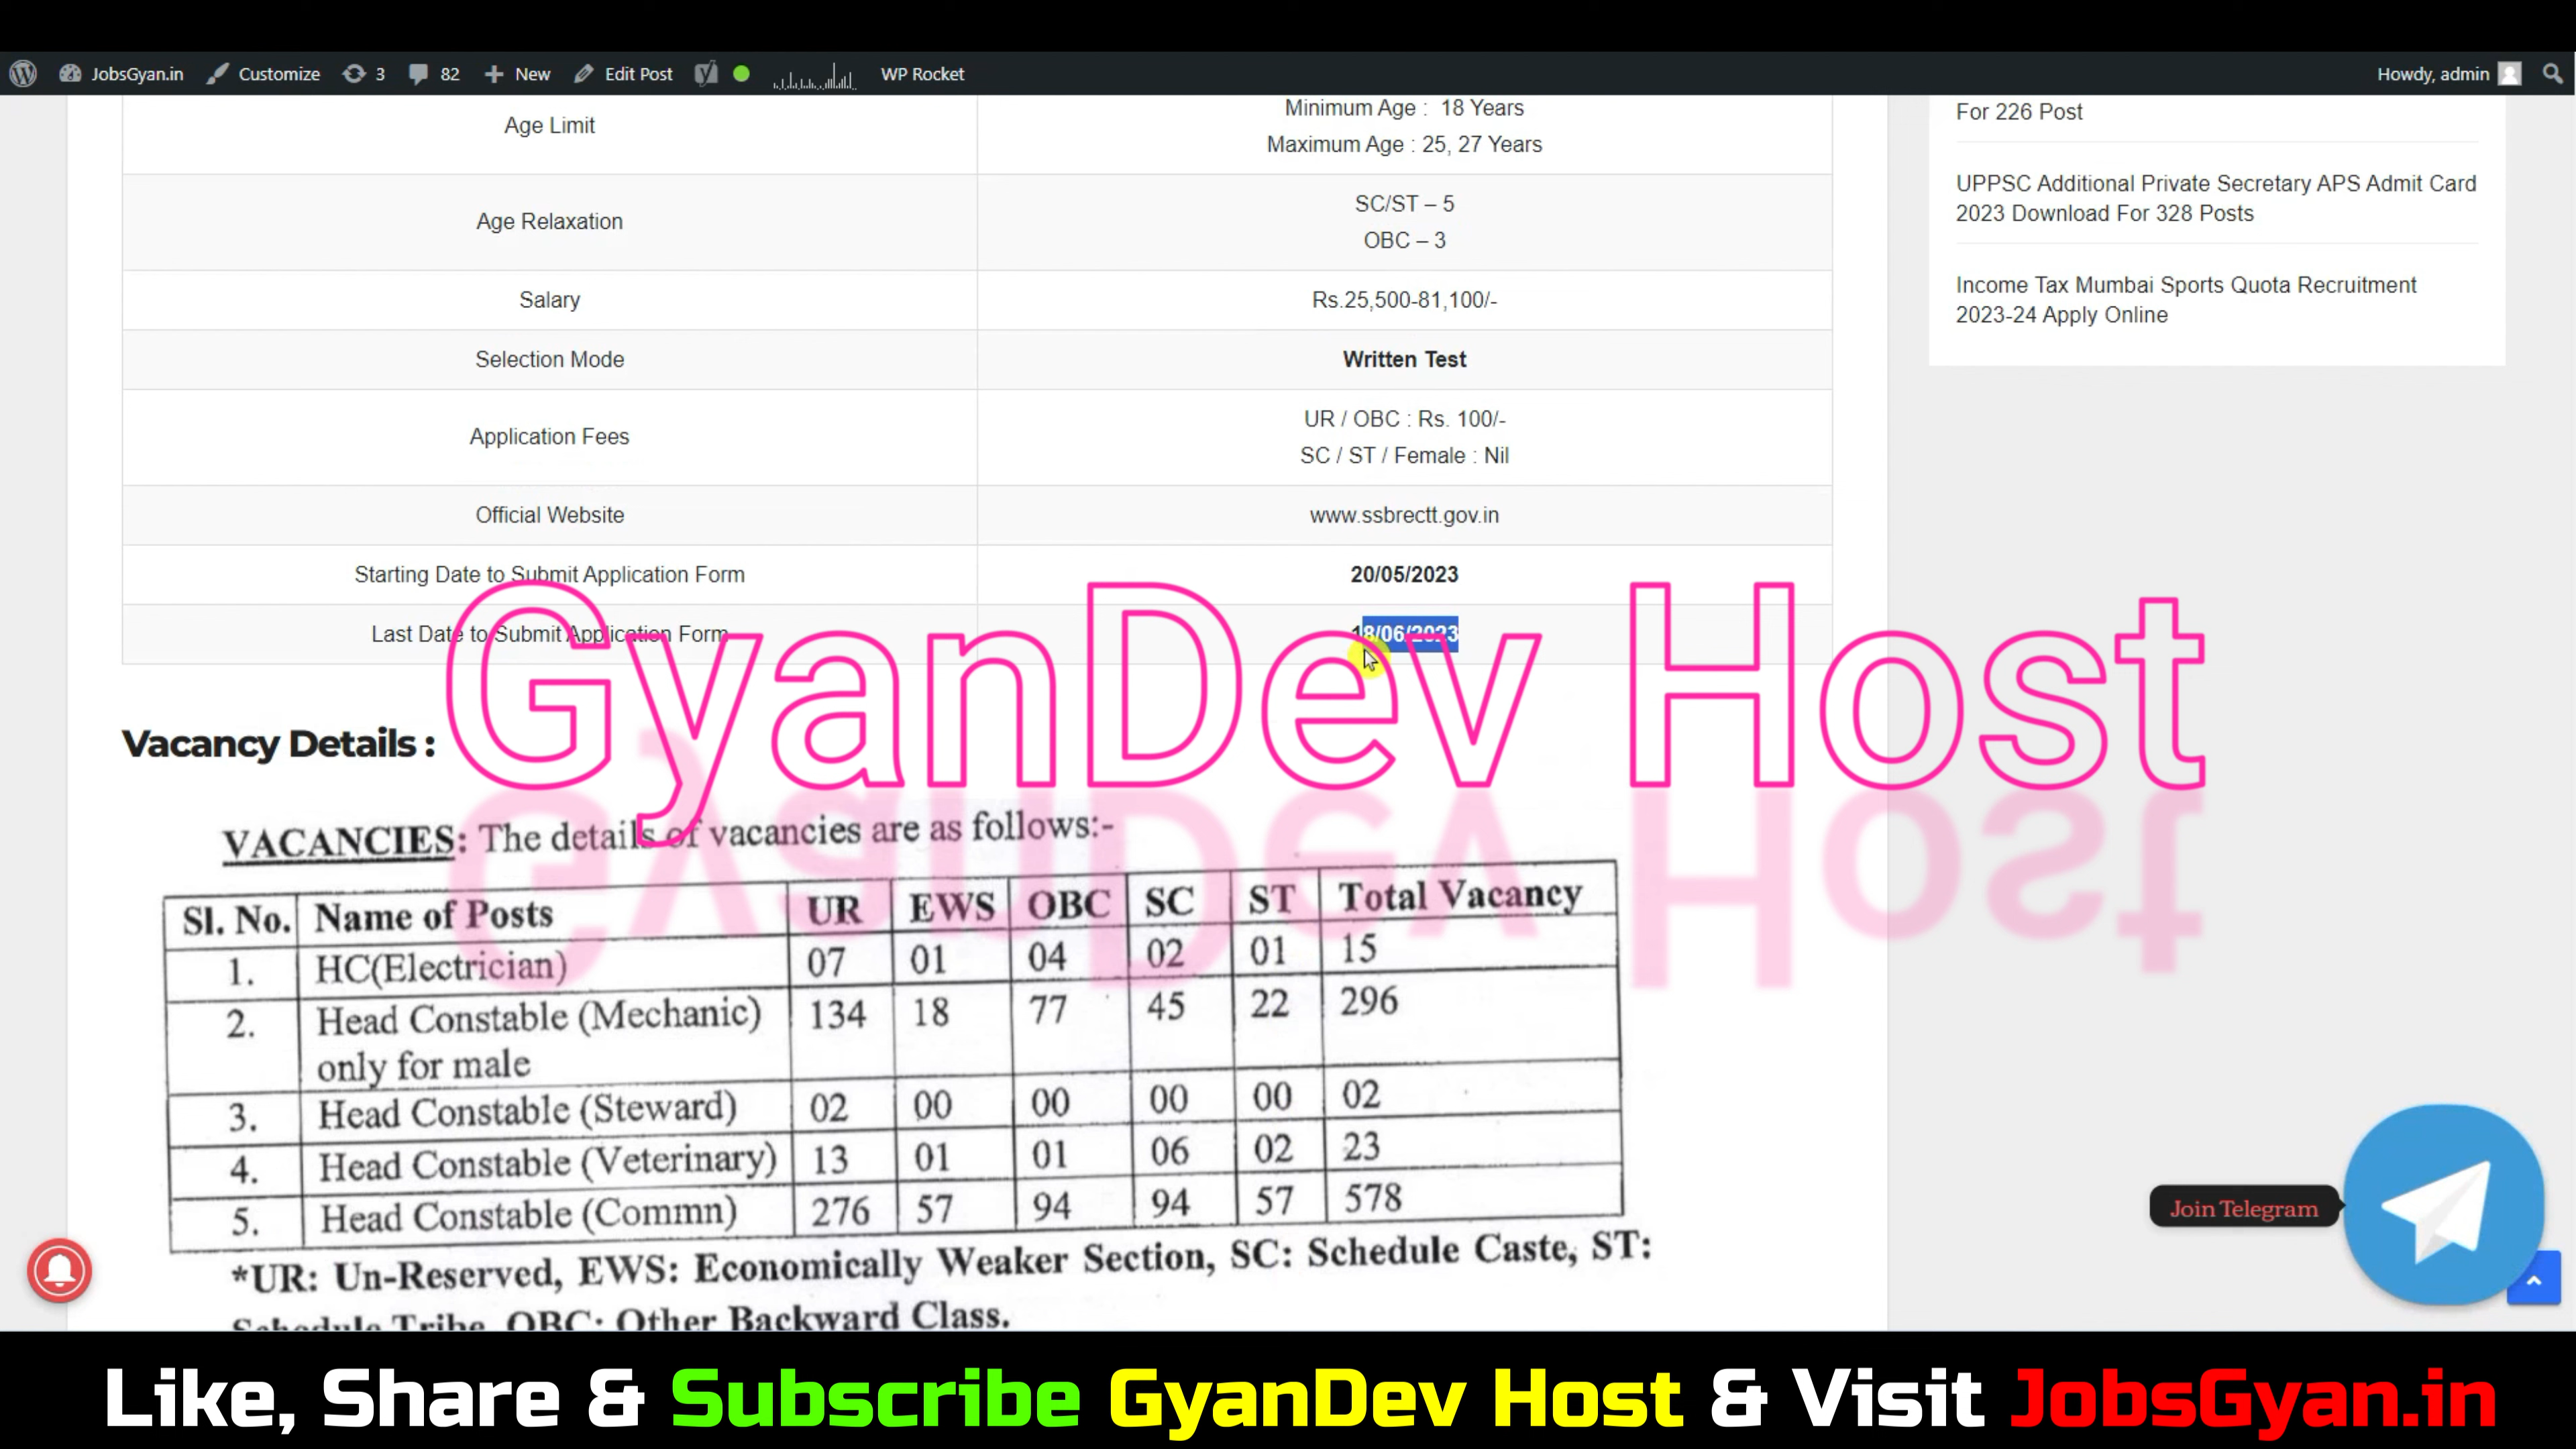 JobsGyan.in Customize 3 82 New Edit Post WP Rocket Howdy, admin
Age Limit
Minimum Age : 18 Years
Maximum Age : 25, 27 Years
Age Relaxation
SC/ST – 5
OBC – 3
Salary
Rs.25,500-81,100/-
Selection Mode
Written Test
Application Fees
UR / OBC : Rs. 100/-
SC / ST / Female : Nil
Official Website
www.ssbrectt.gov.in
Starting Date to Submit Application Form
20/05/2023
Last Date to Submit Application Form
18/06/2023
For 226 Post
UPPSC Additional Private Secretary APS Admit Card
2023 Download For 328 Posts
Income Tax Mumbai Sports Quota Recruitment
2023-24 Apply Online
GyanDev Host
Vacancy Details :
VACANCIES: The details of vacancies are as follows:-
Sl. No. Name of Posts UR EWS OBC SC ST Total Vacancy
1. HC(Electrician) 07 01 04 02 01 15
2. Head Constable (Mechanic) 134 18 77 45 22 296
only for male
3. Head Constable (Steward) 02 00 00 00 00 02
4. Head Constable (Veterinary) 13 01 01 06 02 23
5. Head Constable (Commn) 276 57 94 94 57 578
*UR: Un-Reserved, EWS: Economically Weaker Section, SC: Schedule Caste, ST:
Schedule Tribe, OBC: Other Backward Class.
Join Telegram
Like, Share & Subscribe GyanDev Host & Visit JobsGyan.in